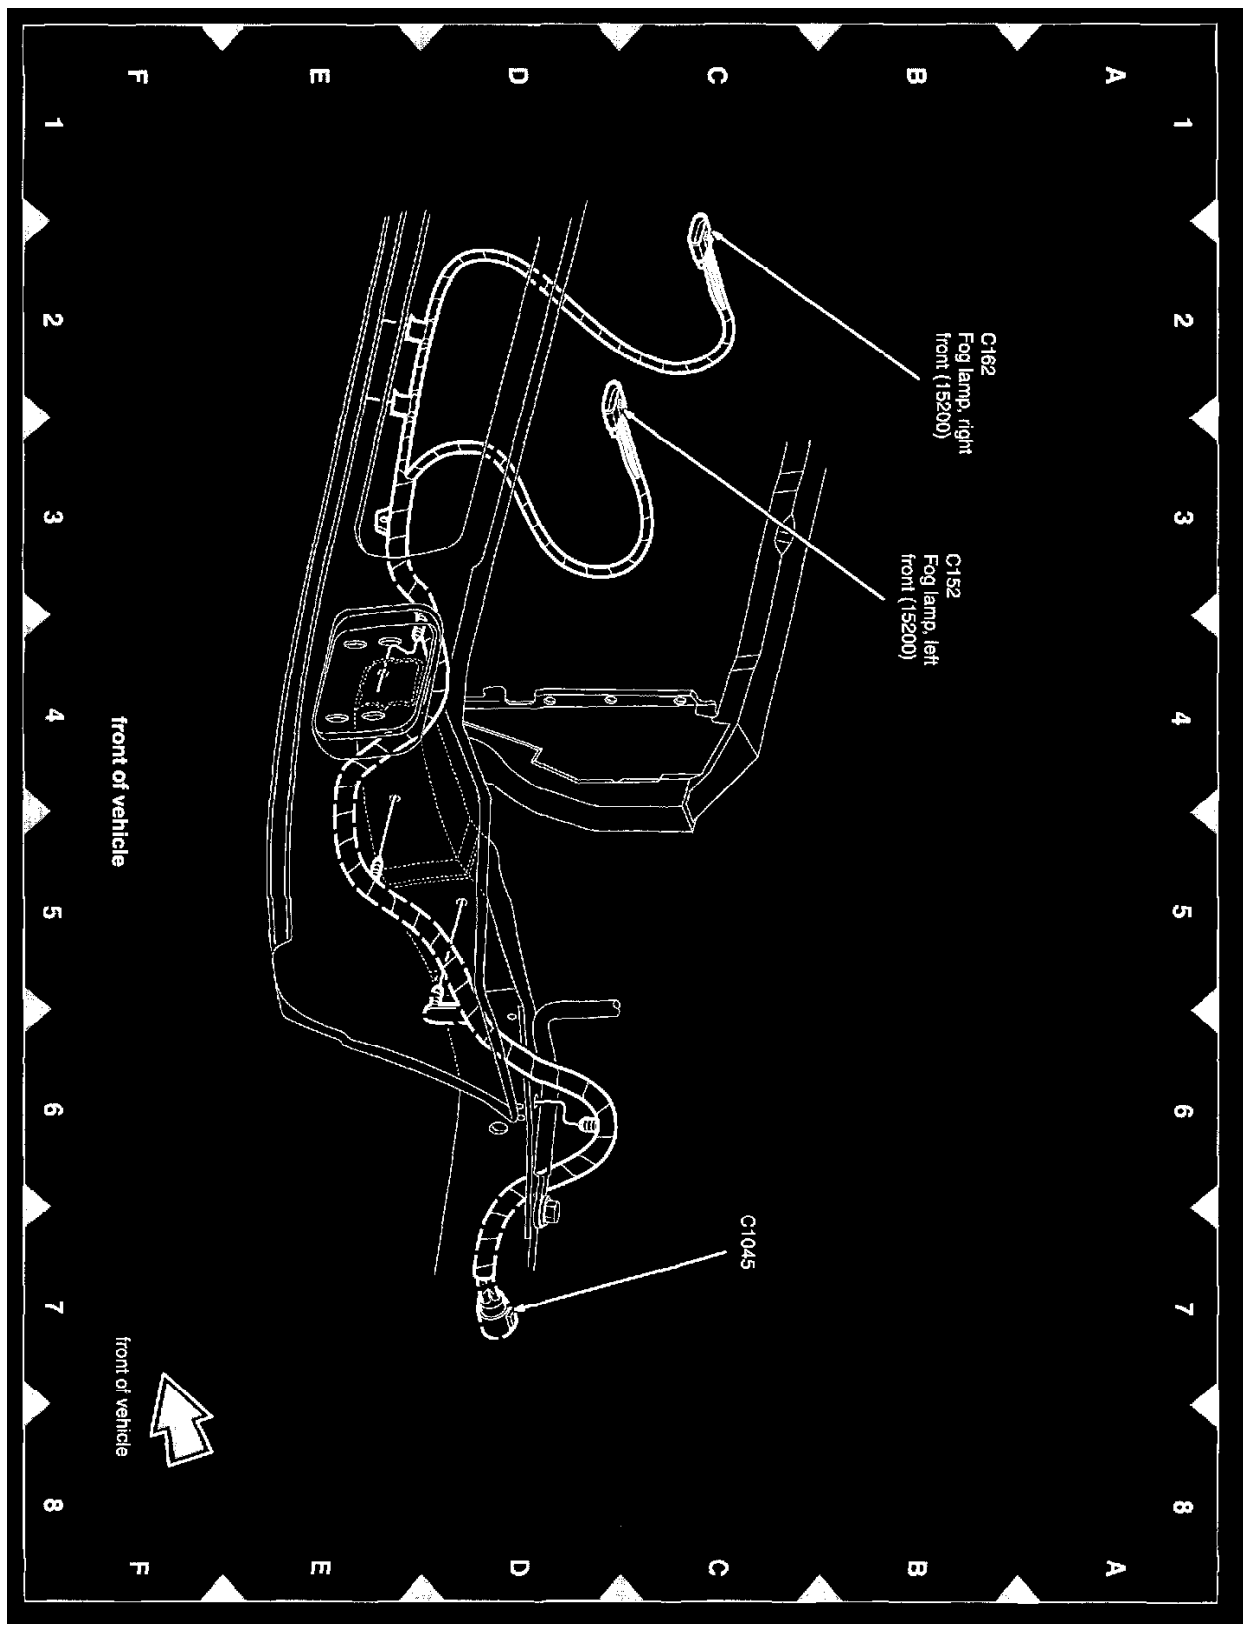 1
2
3
4
5
6
7
8
A
A
B
B
C
C
D
D
E
E
F
F
1
2
3
4
5
6
7
8
C162
Fog lamp, right
front (15200)
C152
Fog lamp, left
front (15200)
C1045
front of vehicle
front of vehicle